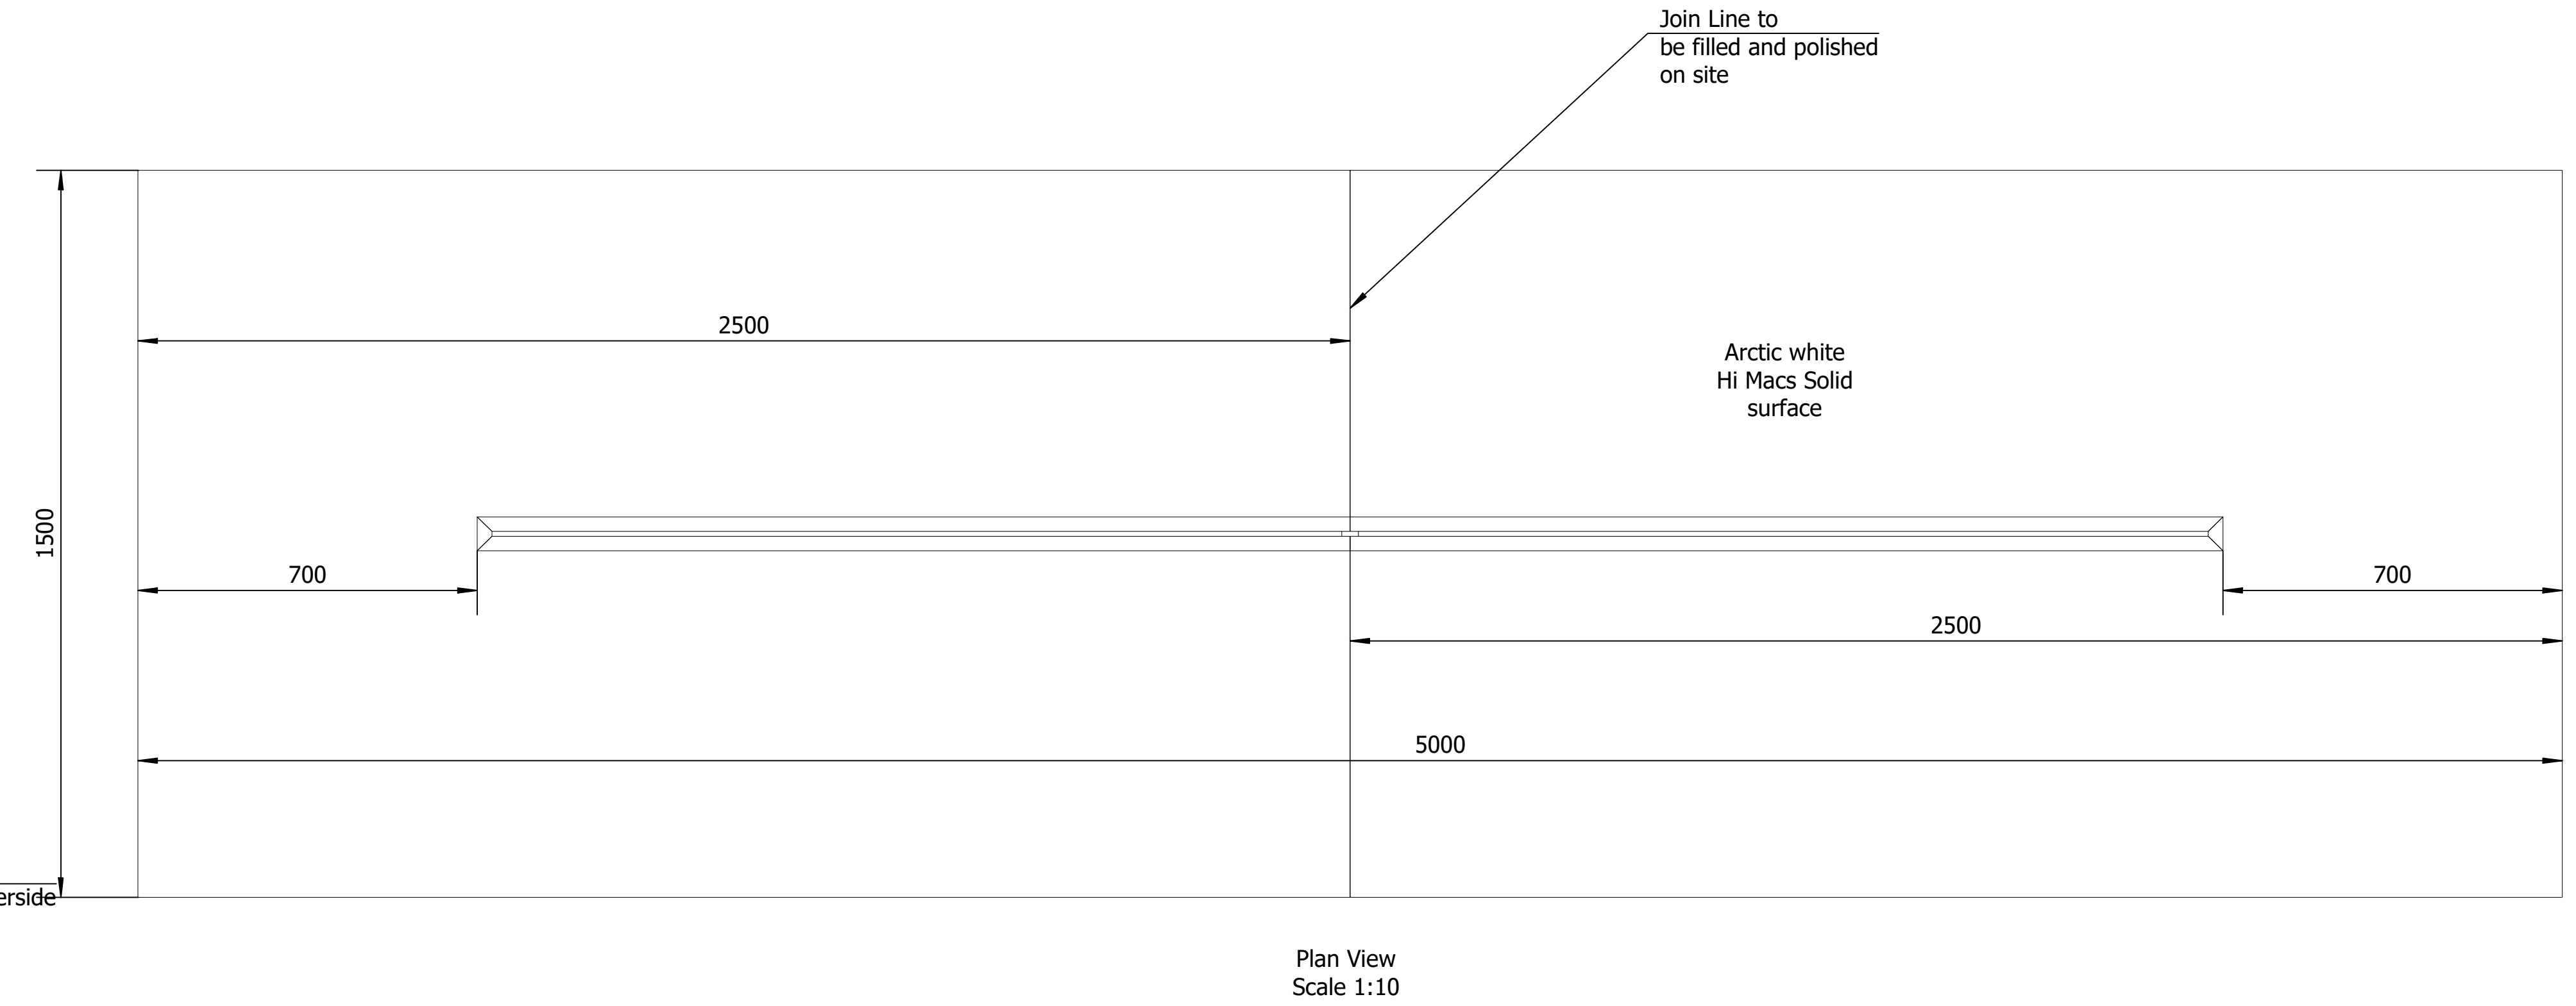 Join Line to
be filled and polished
on site
2500
Arctic white
Hi Macs Solid
surface
1500
700
700
2500
5000
erside
Plan View
Scale 1:10